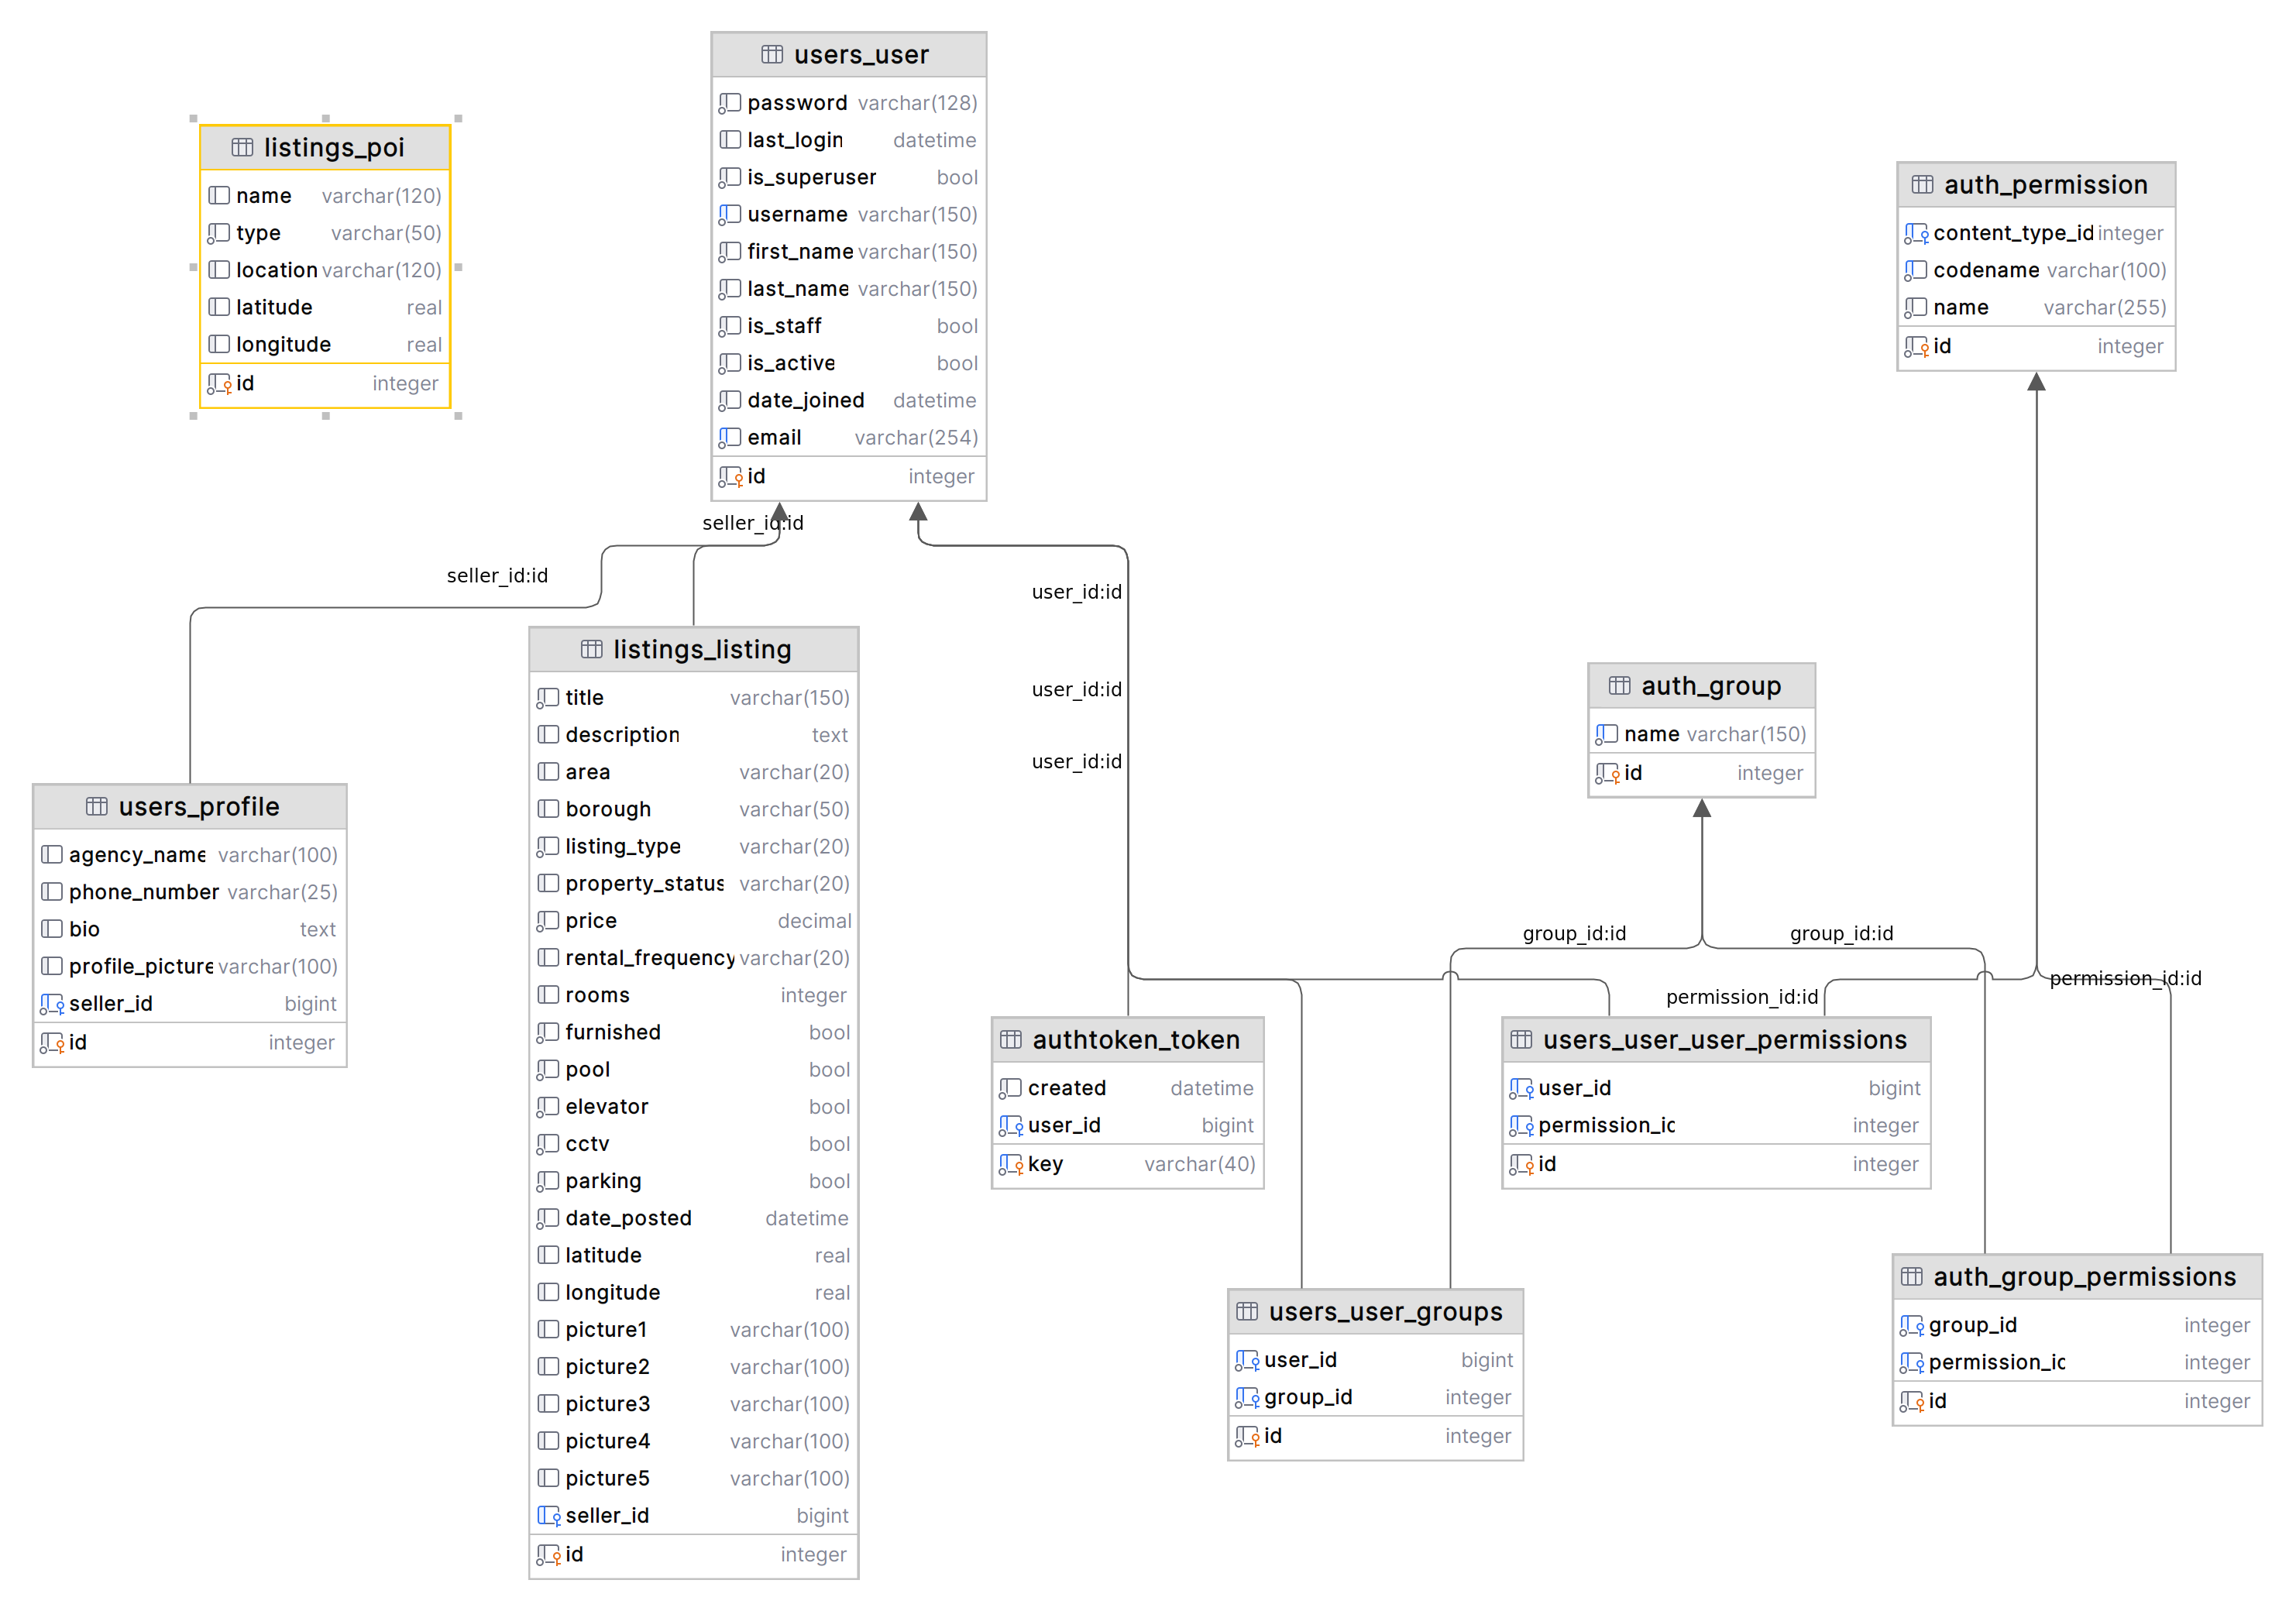 users_user
password varchar(128)
last_login datetime
is_superuser bool
username varchar(150)
first_name varchar(150)
last_name varchar(150)
is_staff bool
is_active bool
date_joined datetime
email varchar(254)
id integer
listings_poi
name varchar(120)
type varchar(50)
location varchar(120)
latitude real
longitude real
id integer
auth_permission
content_type_id integer
codename varchar(100)
name varchar(255)
id integer
seller_id:id
seller_id:id
user_id:id
user_id:id
user_id:id
listings_listing
title varchar(150)
description text
area varchar(20)
borough varchar(50)
listing_type varchar(20)
property_status varchar(20)
price decimal
rental_frequency varchar(20)
rooms integer
furnished bool
pool bool
elevator bool
cctv bool
parking bool
date_posted datetime
latitude real
longitude real
picture1 varchar(100)
picture2 varchar(100)
picture3 varchar(100)
picture4 varchar(100)
picture5 varchar(100)
seller_id bigint
id integer
auth_group
name varchar(150)
id integer
users_profile
agency_name varchar(100)
phone_number varchar(25)
bio text
profile_picture varchar(100)
seller_id bigint
id integer
group_id:id
group_id:id
permission_id:id
permission_id:id
authtoken_token
created datetime
user_id bigint
key varchar(40)
users_user_user_permissions
user_id bigint
permission_ic integer
id integer
users_user_groups
user_id bigint
group_id integer
id integer
auth_group_permissions
group_id integer
permission_ic integer
id integer